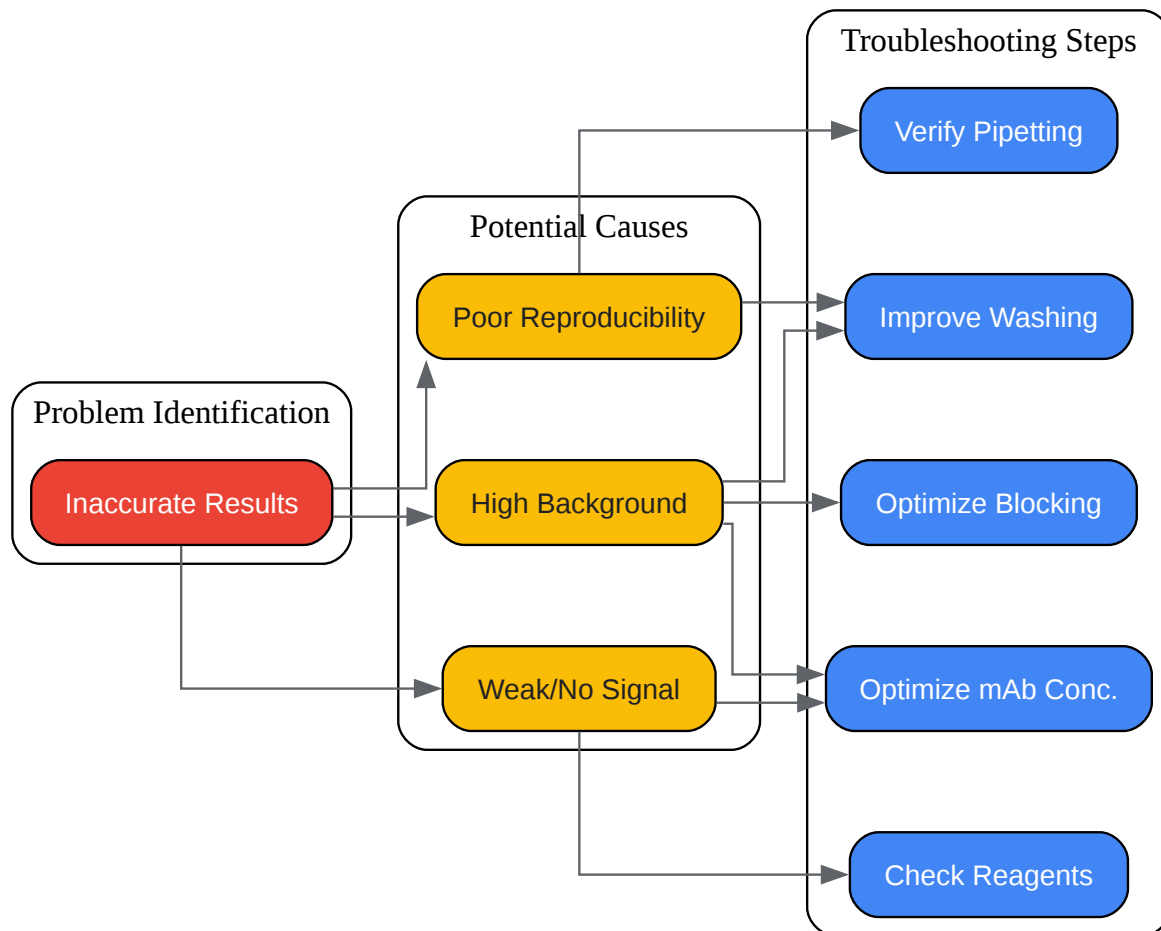 Problem Identification
Inaccurate Results
Potential Causes
Poor Reproducibility
High Background
Weak/No Signal
Troubleshooting Steps
Verify Pipetting
Improve Washing
Optimize Blocking
Optimize mAb Conc.
Check Reagents